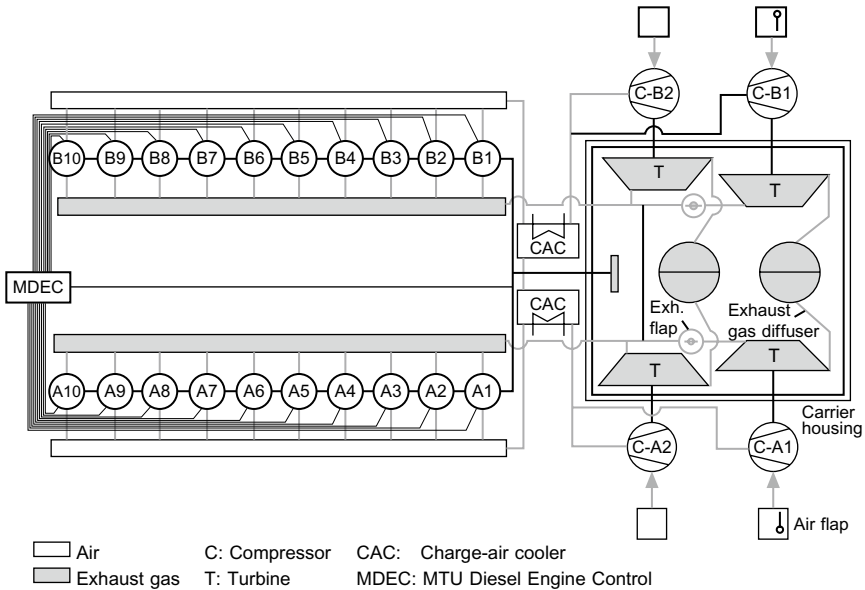 C-B2
C-B1
B10
B9
B8
B7
B6
B5
B4
B3
B2
B1
T
T
CAC
MDEC
CAC
Exh.
flap
Exhaust
gas diffuser
T
T
A10
A9
A8
A7
A6
A5
A4
A3
A2
A1
Carrier
housing
C-A2
C-A1
Air flap
Air
C: Compressor
CAC: Charge-air cooler
Exhaust gas
T: Turbine
MDEC: MTU Diesel Engine Control